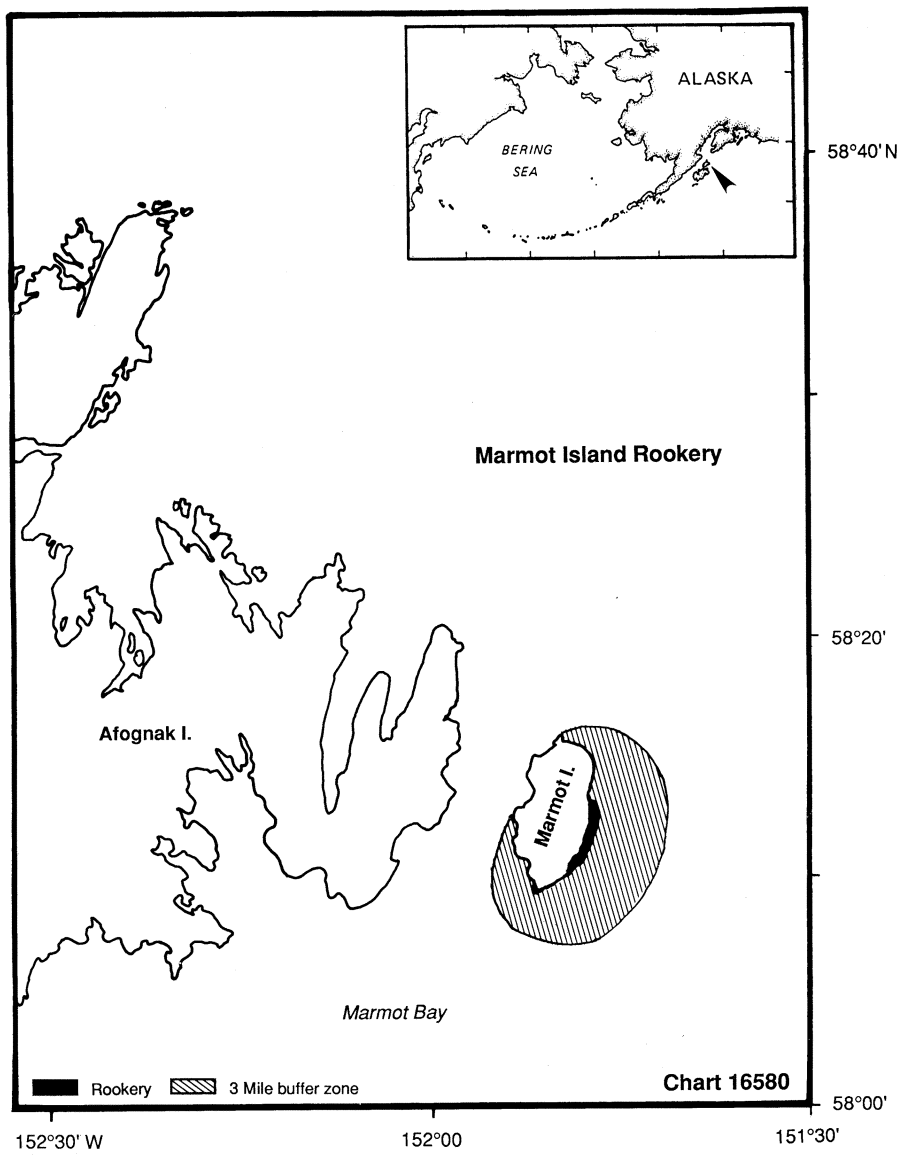 ALASKA
BERING
SEA
58°40' N
Marmot Island Rookery
58°20'
Afognak I.
Marmot I.
Marmot Bay
Rookery
3 Mile buffer zone
Chart 16580
58°00'
152°30' W
152°00
151°30'